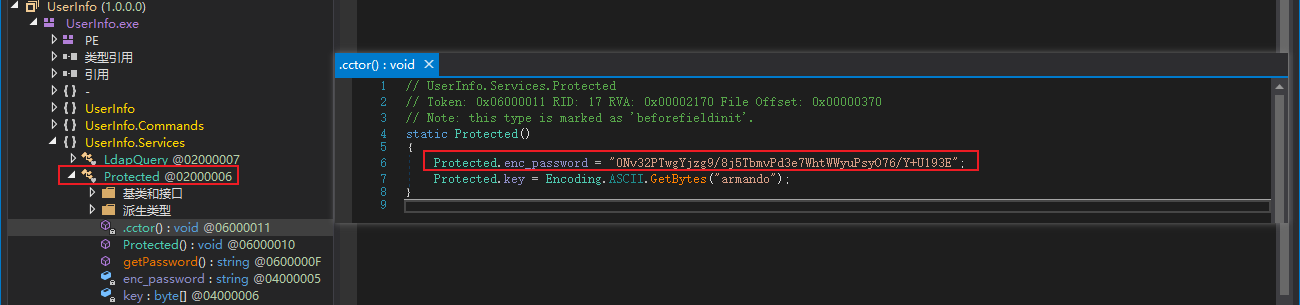 UserInfo (1.0.0.0)
UserInfo.exe
PE
类型引用
引用
-
UserInfo
UserInfo.Commands
UserInfo.Services
LdapQuery @02000007
Protected @02000006
基类和接口
派生类型
.cctor() : void @06000011
Protected() : void @06000010
getPassword() : string @0600000F
enc_password : string @04000005
key : byte[] @04000006
.cctor() : void
1 // UserInfo.Services.Protected
2 // Token: 0x06000011 RID: 17 RVA: 0x00002170 File Offset: 0x00000370
3 // Note: this type is marked as 'beforefieldinit'.
4 static Protected()
5 {
6 Protected.enc_password = "0Nv32PTwgYjzg9/8j5TbmvPd3e7WhtWWyuPsyO76/Y+U193E";
7 Protected.key = Encoding.ASCII.GetBytes("armando");
8 }
9